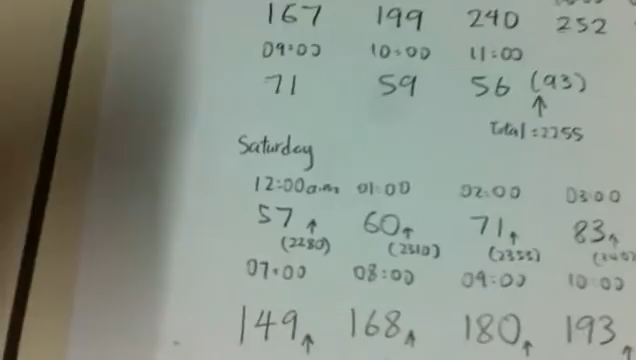 167 199 240 252
09:00 10:00 11:00
71 59 56 (93)
↑
Total = 2255
Saturday
12:00a.m 01:00 02:00 03:00
57↑ 60↑ 71↑ 83↑
(2280) (2310) (2355)
07:00 08:00 09:00 10:00
149↑ 168↑ 180↑ 193↑